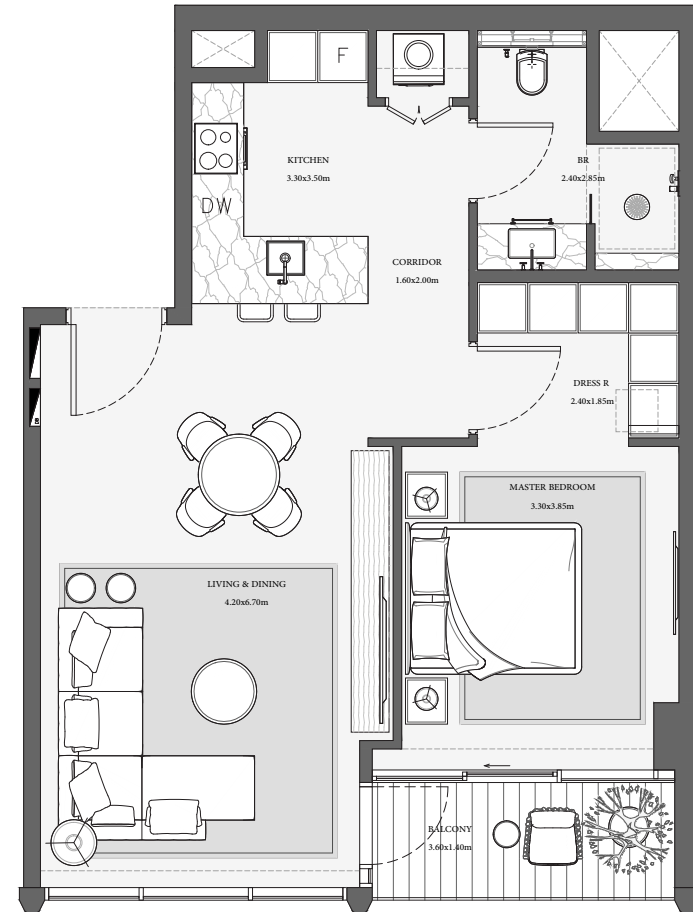 F
KITCHEN
3.30x3.50m
BR
2.40x2.85m
DW
CORRIDOR
1.60x2.00m
DRESS R
2.40x1.85m
MASTER BEDROOM
3.30x3.85m
LIVING & DINING
4.20x6.70m
BALCONY
3.60x1.40m